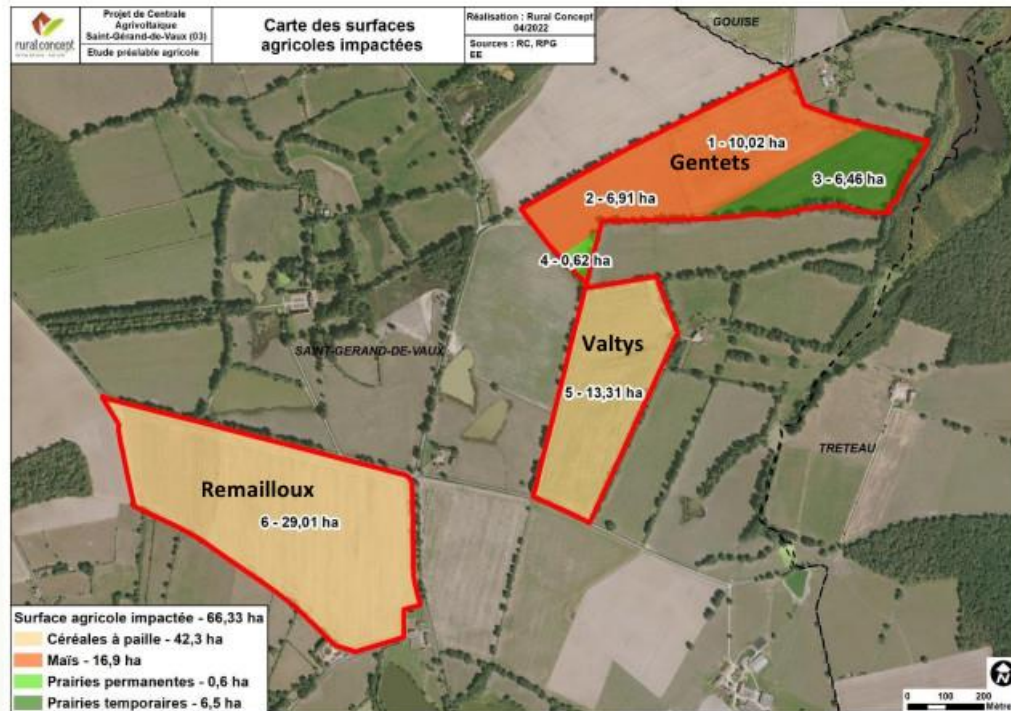 ruralconcept
Projet de Centrale
Agrivoltaïque
Saint-Gérand-de-Vaux (03)
Etude préalable agricole
Carte des surfaces
agricoles impactées
Réalisation : Rural Concept
04/2022
Sources : RC, RPG
EE
GOUISE
1 - 10,02 ha
Gentets
3 - 6,46 ha
2 - 6,91 ha
4 - 0,62 ha
SAINT-GERAND-DE-VAUX
Valtys
5 - 13,31 ha
TRETEAU
Remailloux
6 - 29,01 ha
Surface agricole impactée - 66,33 ha
Céréales à paille - 42,3 ha
Maïs - 16,9 ha
Prairies permanentes - 0,6 ha
Prairies temporaires - 6,5 ha
N
0 100 200
Mètre